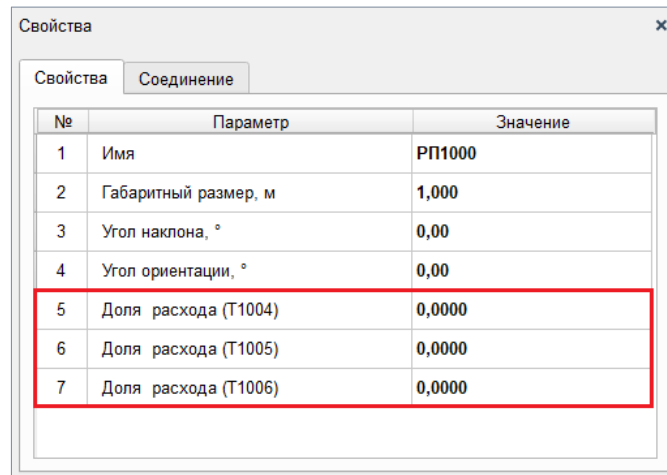 Свойства
Свойства Соединение
№ Параметр Значение
1 Имя РП1000
2 Габаритный размер, м 1,000
3 Угол наклона, ° 0,00
4 Угол ориентации, ° 0,00
5 Доля расхода (Т1004) 0,0000
6 Доля расхода (Т1005) 0,0000
7 Доля расхода (Т1006) 0,0000